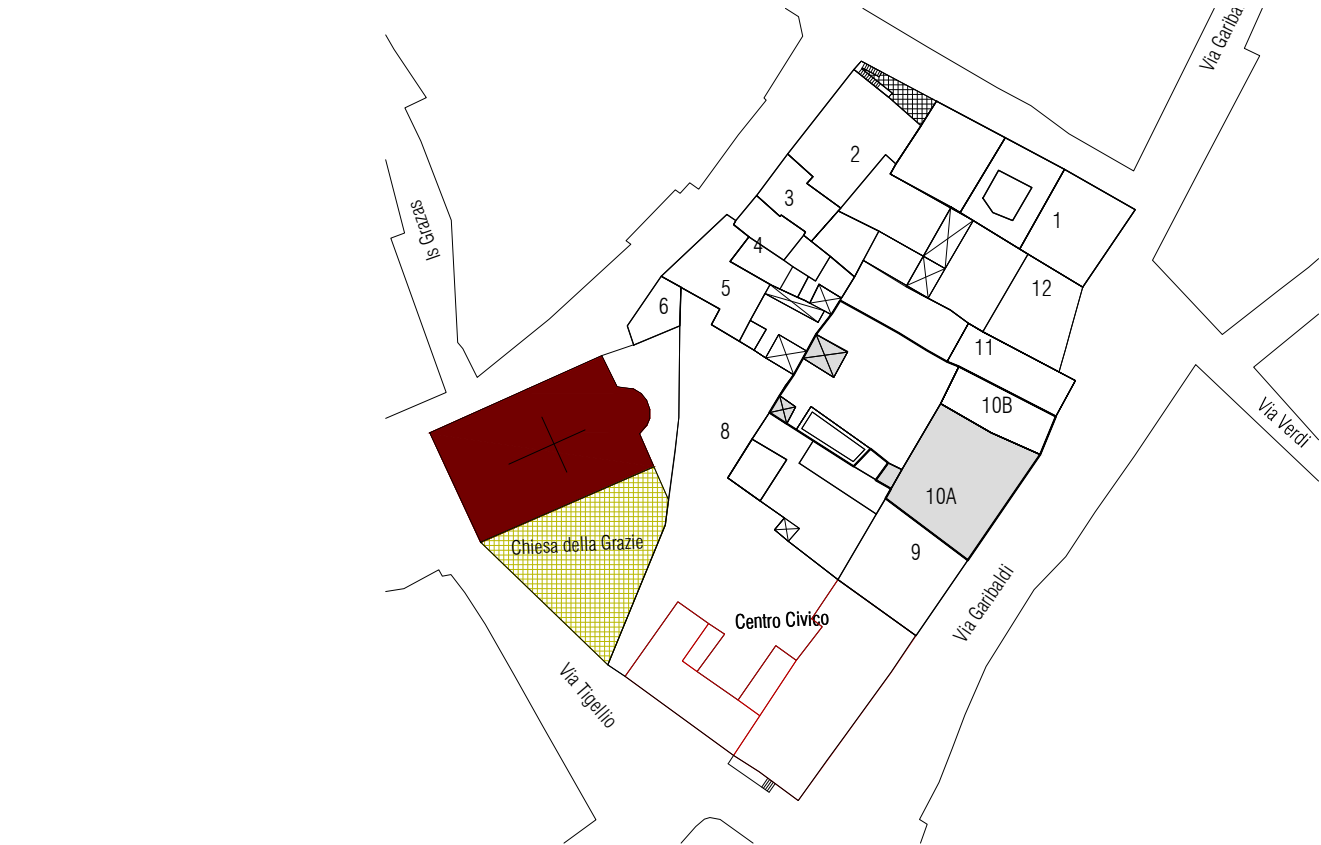 Via Gariba
2
3
1
Is Grazas
4
5
12
6
11
10B
Via Verdi
8
10A
Chiesa della Grazie
9
Via Garibaldi
Centro Civico
Via Tigellio